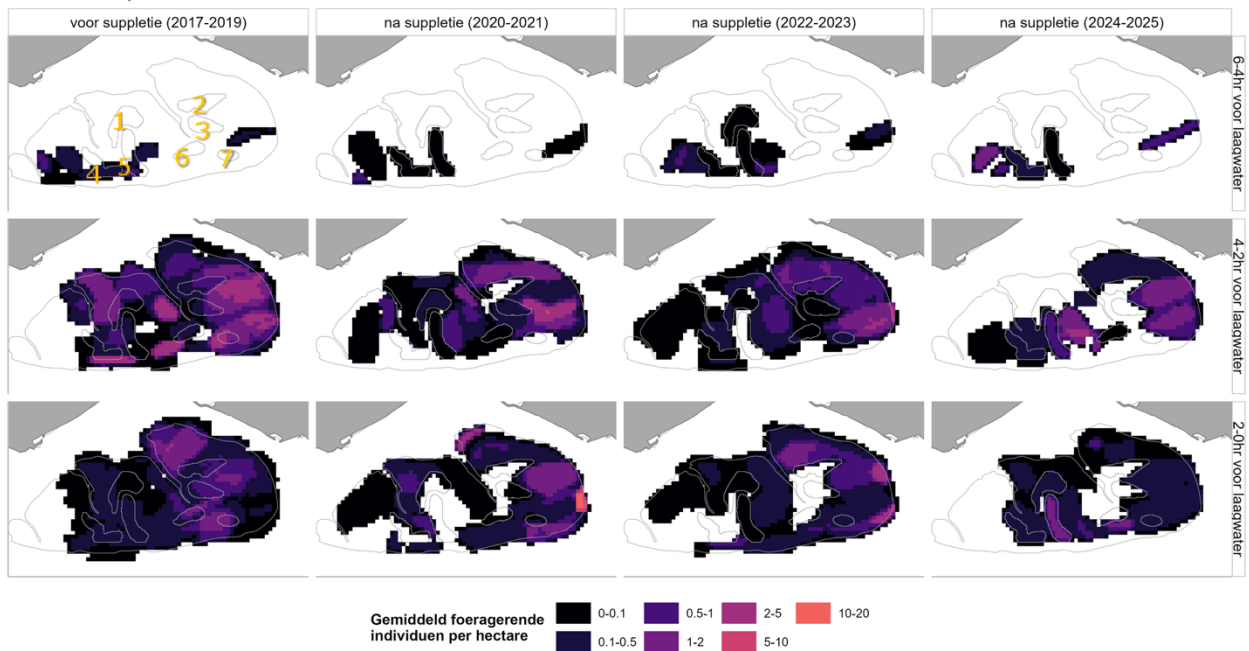 voor suppletie (2017-2019)
na suppletie (2020-2021)
na suppletie (2022-2023)
na suppletie (2024-2025)
6-4hr voor laagwater
1
2
3
4
5
6
7
4-2hr voor laagwater
2-0hr voor laagwater
Gemiddeld foeragerende
individuen per hectare
0-0.1
0.5-1
2-5
10-20
0.1-0.5
1-2
5-10